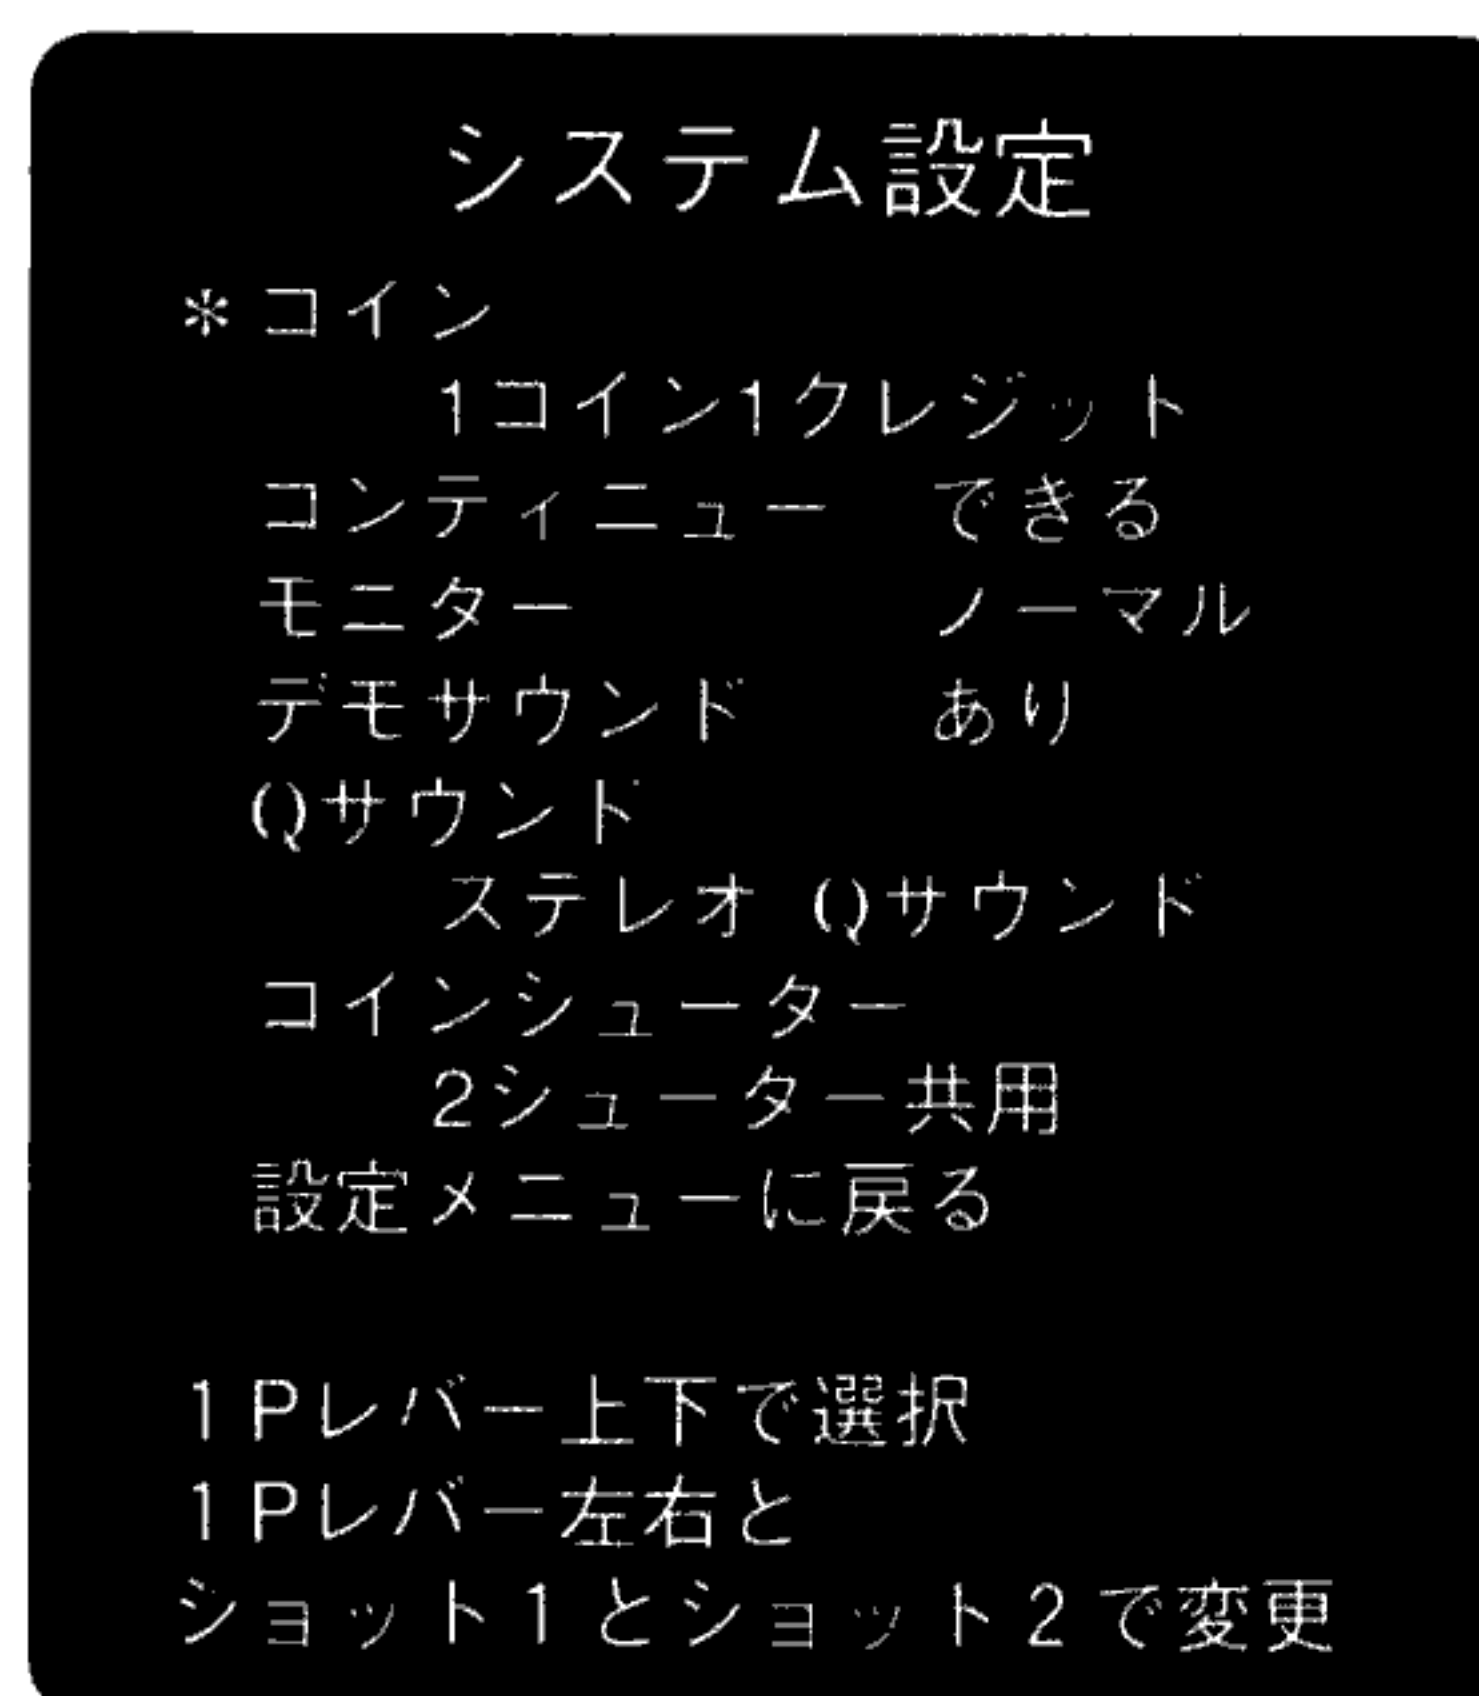 システム設定
*コイン
1コイン1クレジット
コンティニュー できる
モニター ノーマル
デモサウンド あり
Qサウンド
ステレオ Qサウンド
コインシューター
2シューター共用
設定メニューに戻る
1Pレバー上下で選択
1Pレバー左右と
ショット1とショット2で変更